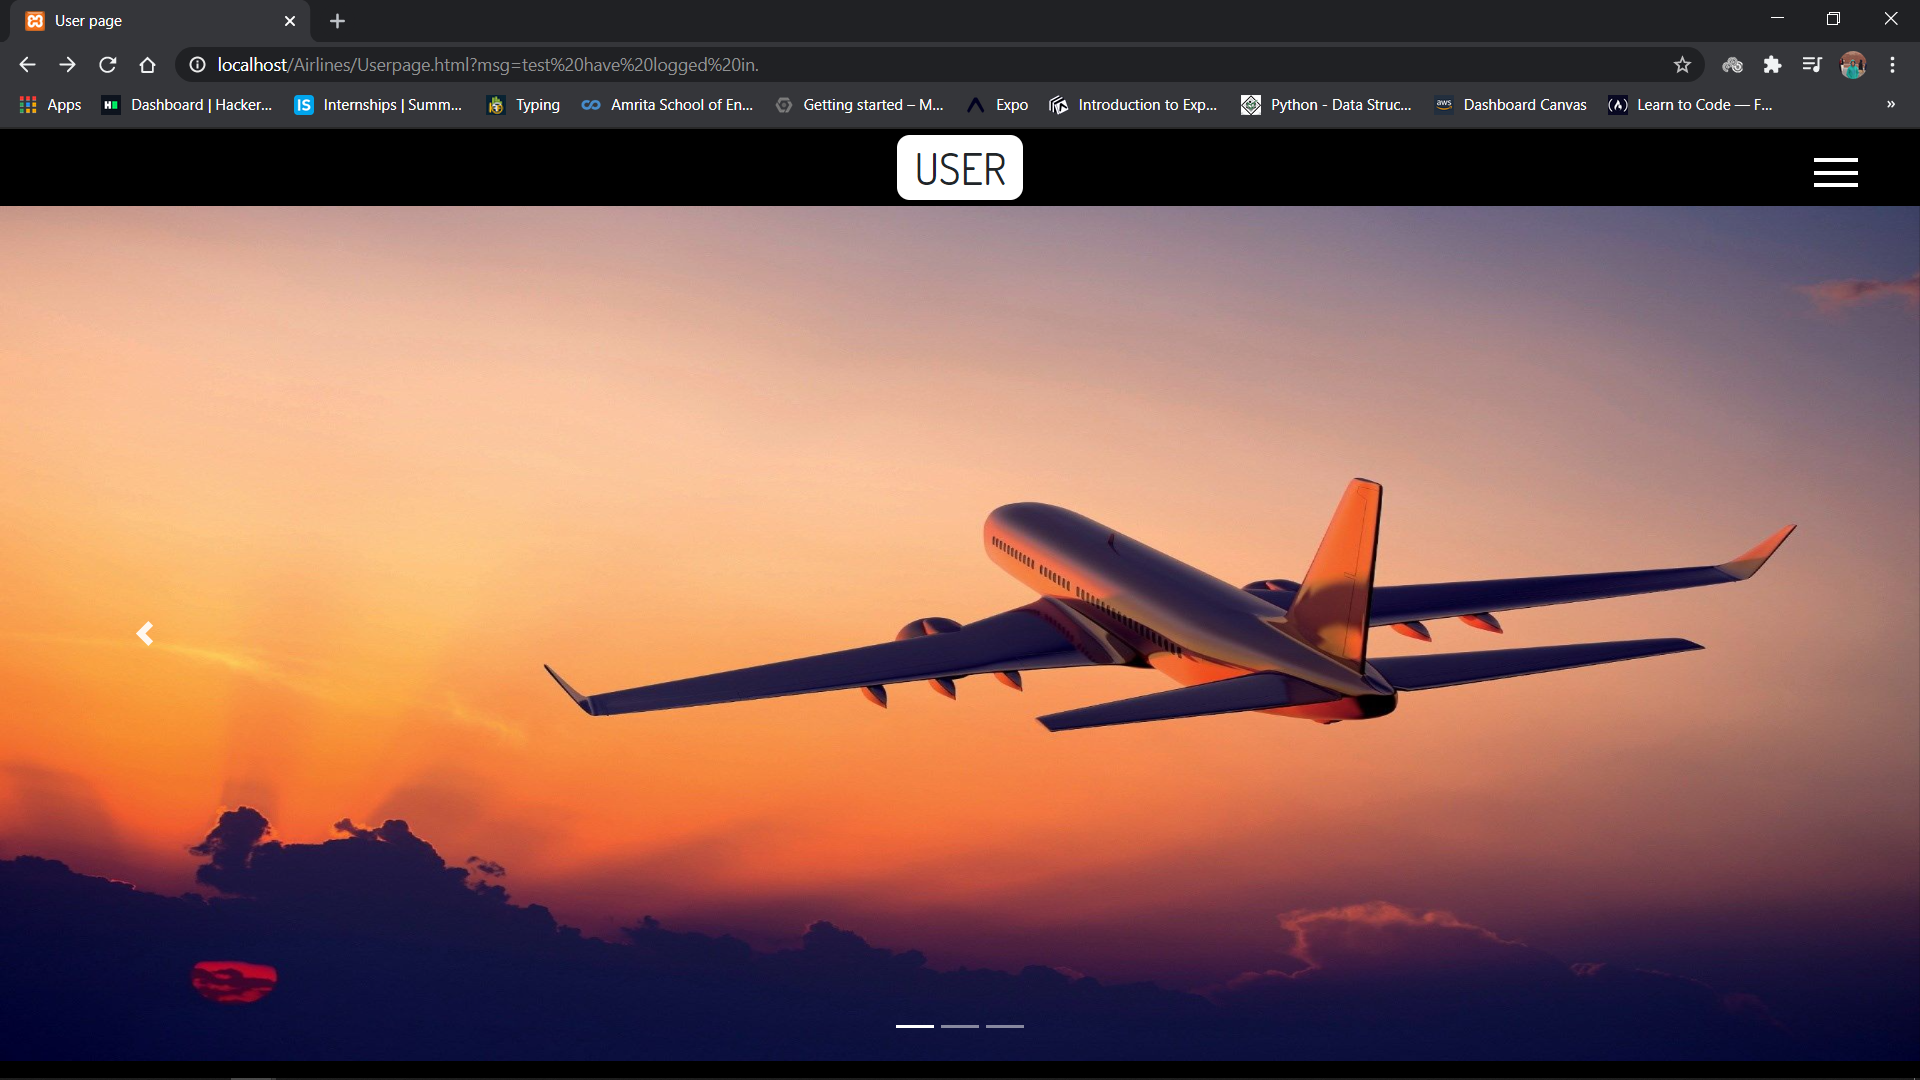 User page
localhost/Airlines/Userpage.html?msg=test%20have%20logged%20in.
Apps Dashboard | Hacker... Internships | Summ... Typing Amrita School of En... Getting started – M... Expo Introduction to Exp... Python - Data Struc... aws Dashboard Canvas Learn to Code — F... »
USER